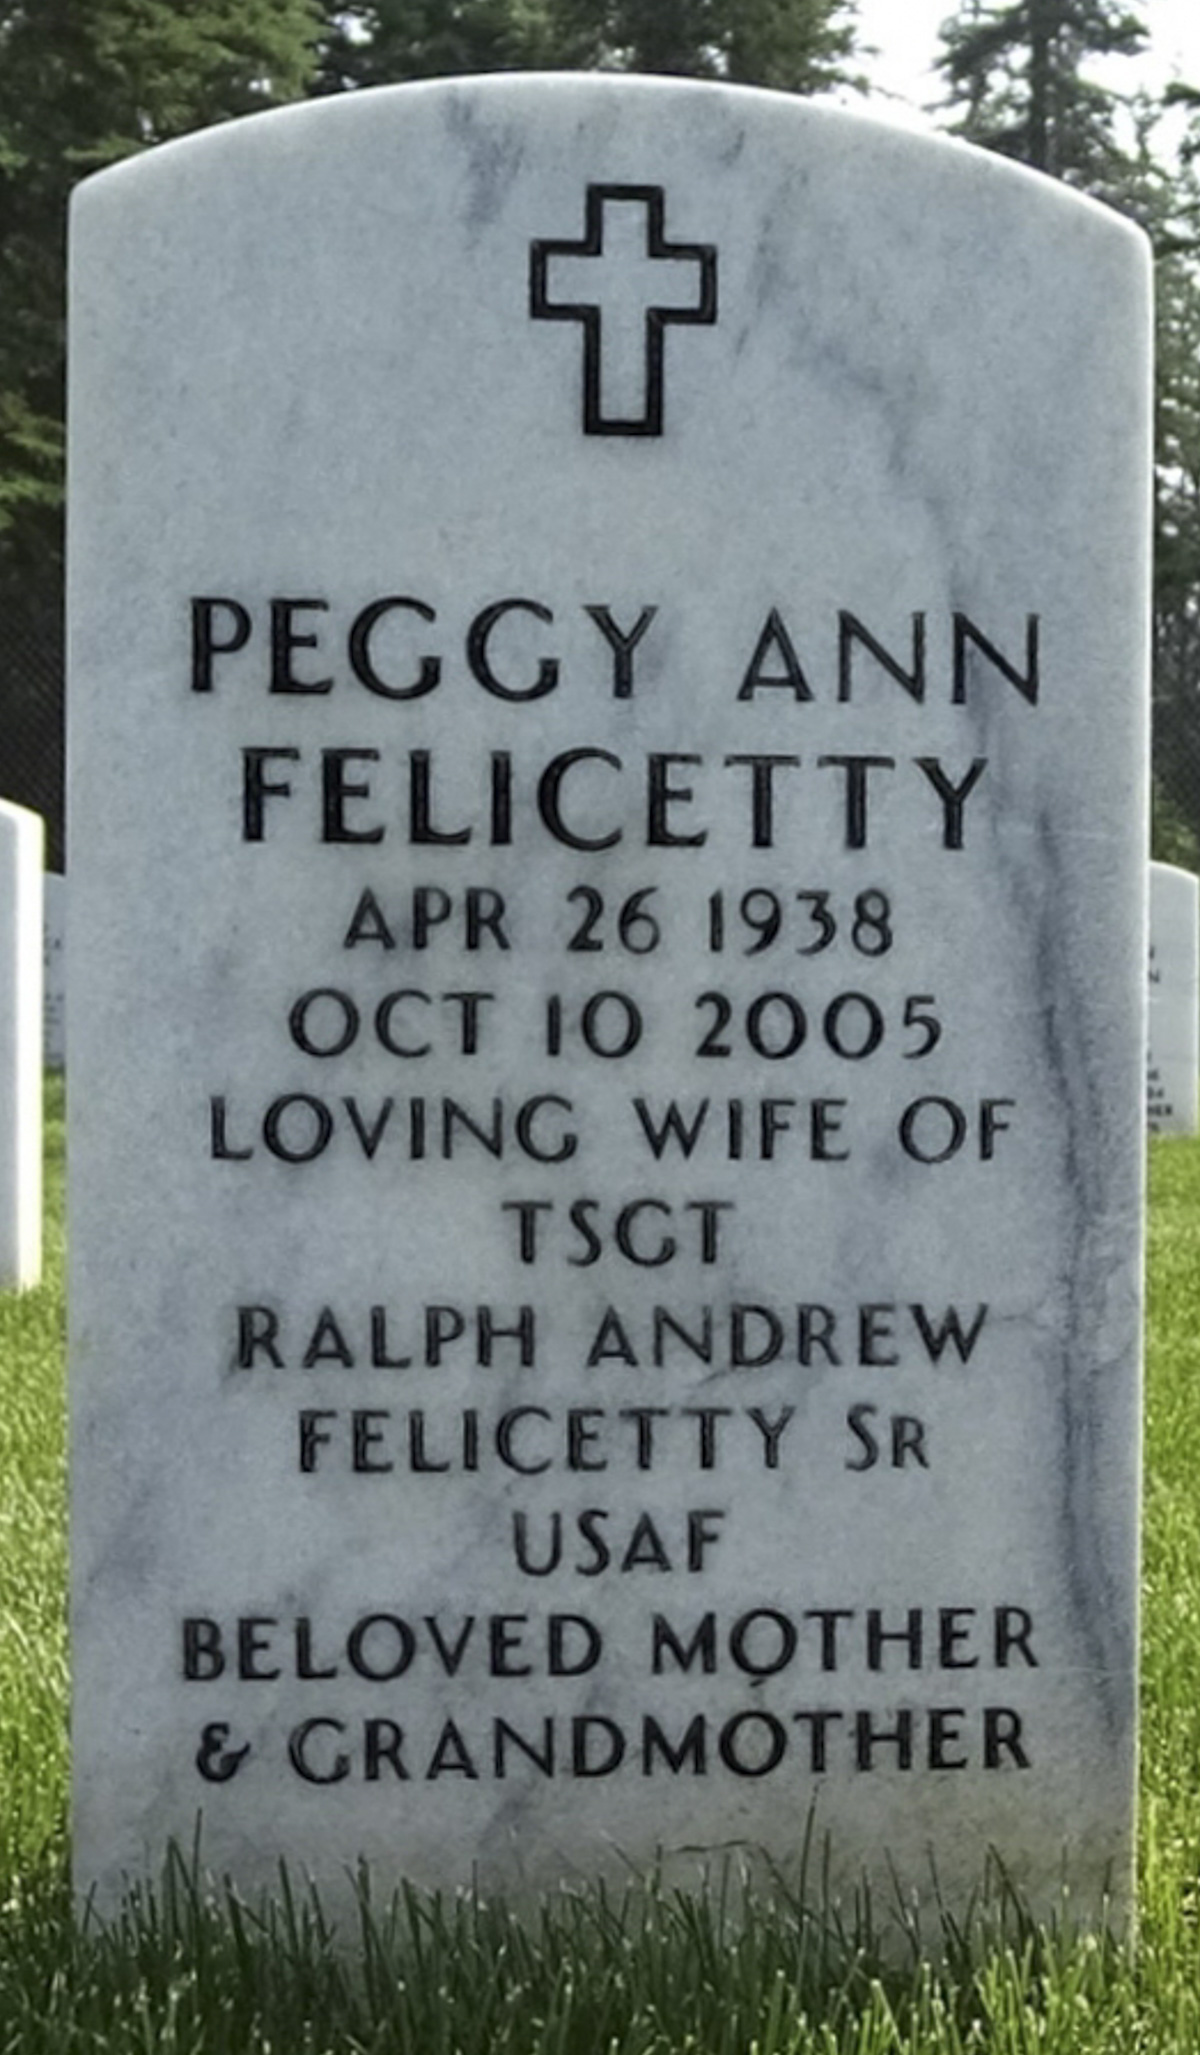 PEGGY ANN
FELICETTY
APR 26 1938
OCT 10 2005
LOVING WIFE OF
TSGT
RALPH ANDREW
FELICETTY SR
USAF
BELOVED MOTHER
& GRANDMOTHER